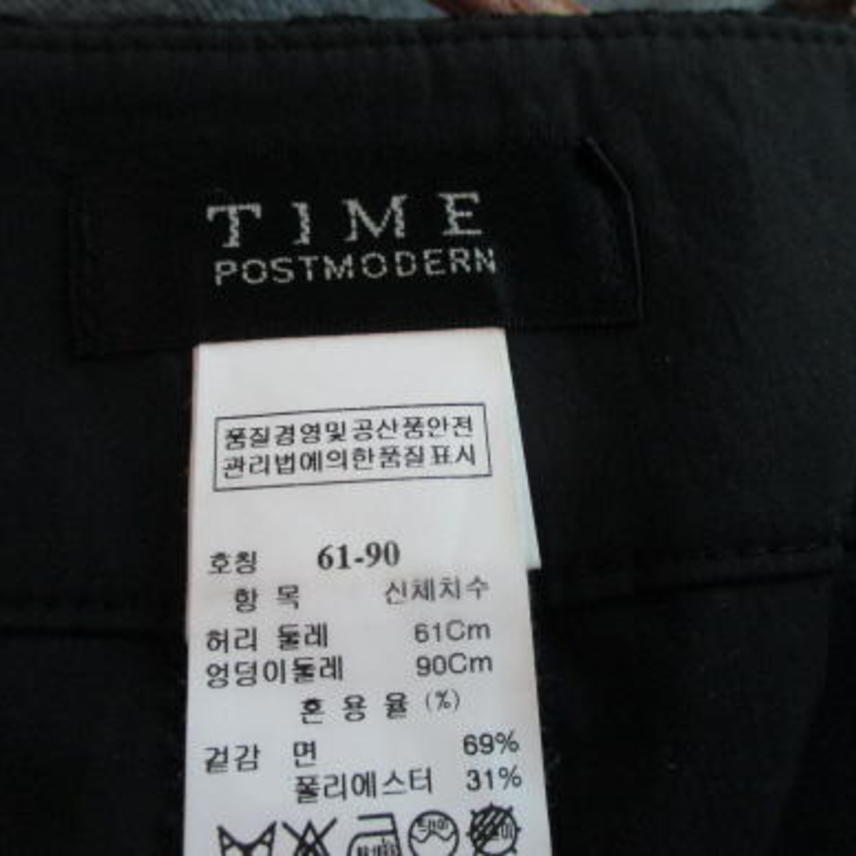 TIME
POSTMODERN
품질경영및공산품안전
관리법에의한품질표시
호칭 61-90
항목 신체치수
허리 둘레 61Cm
엉덩이둘레 90Cm
혼 용 율 (%)
겉감 면 69%
폴리에스터 31%